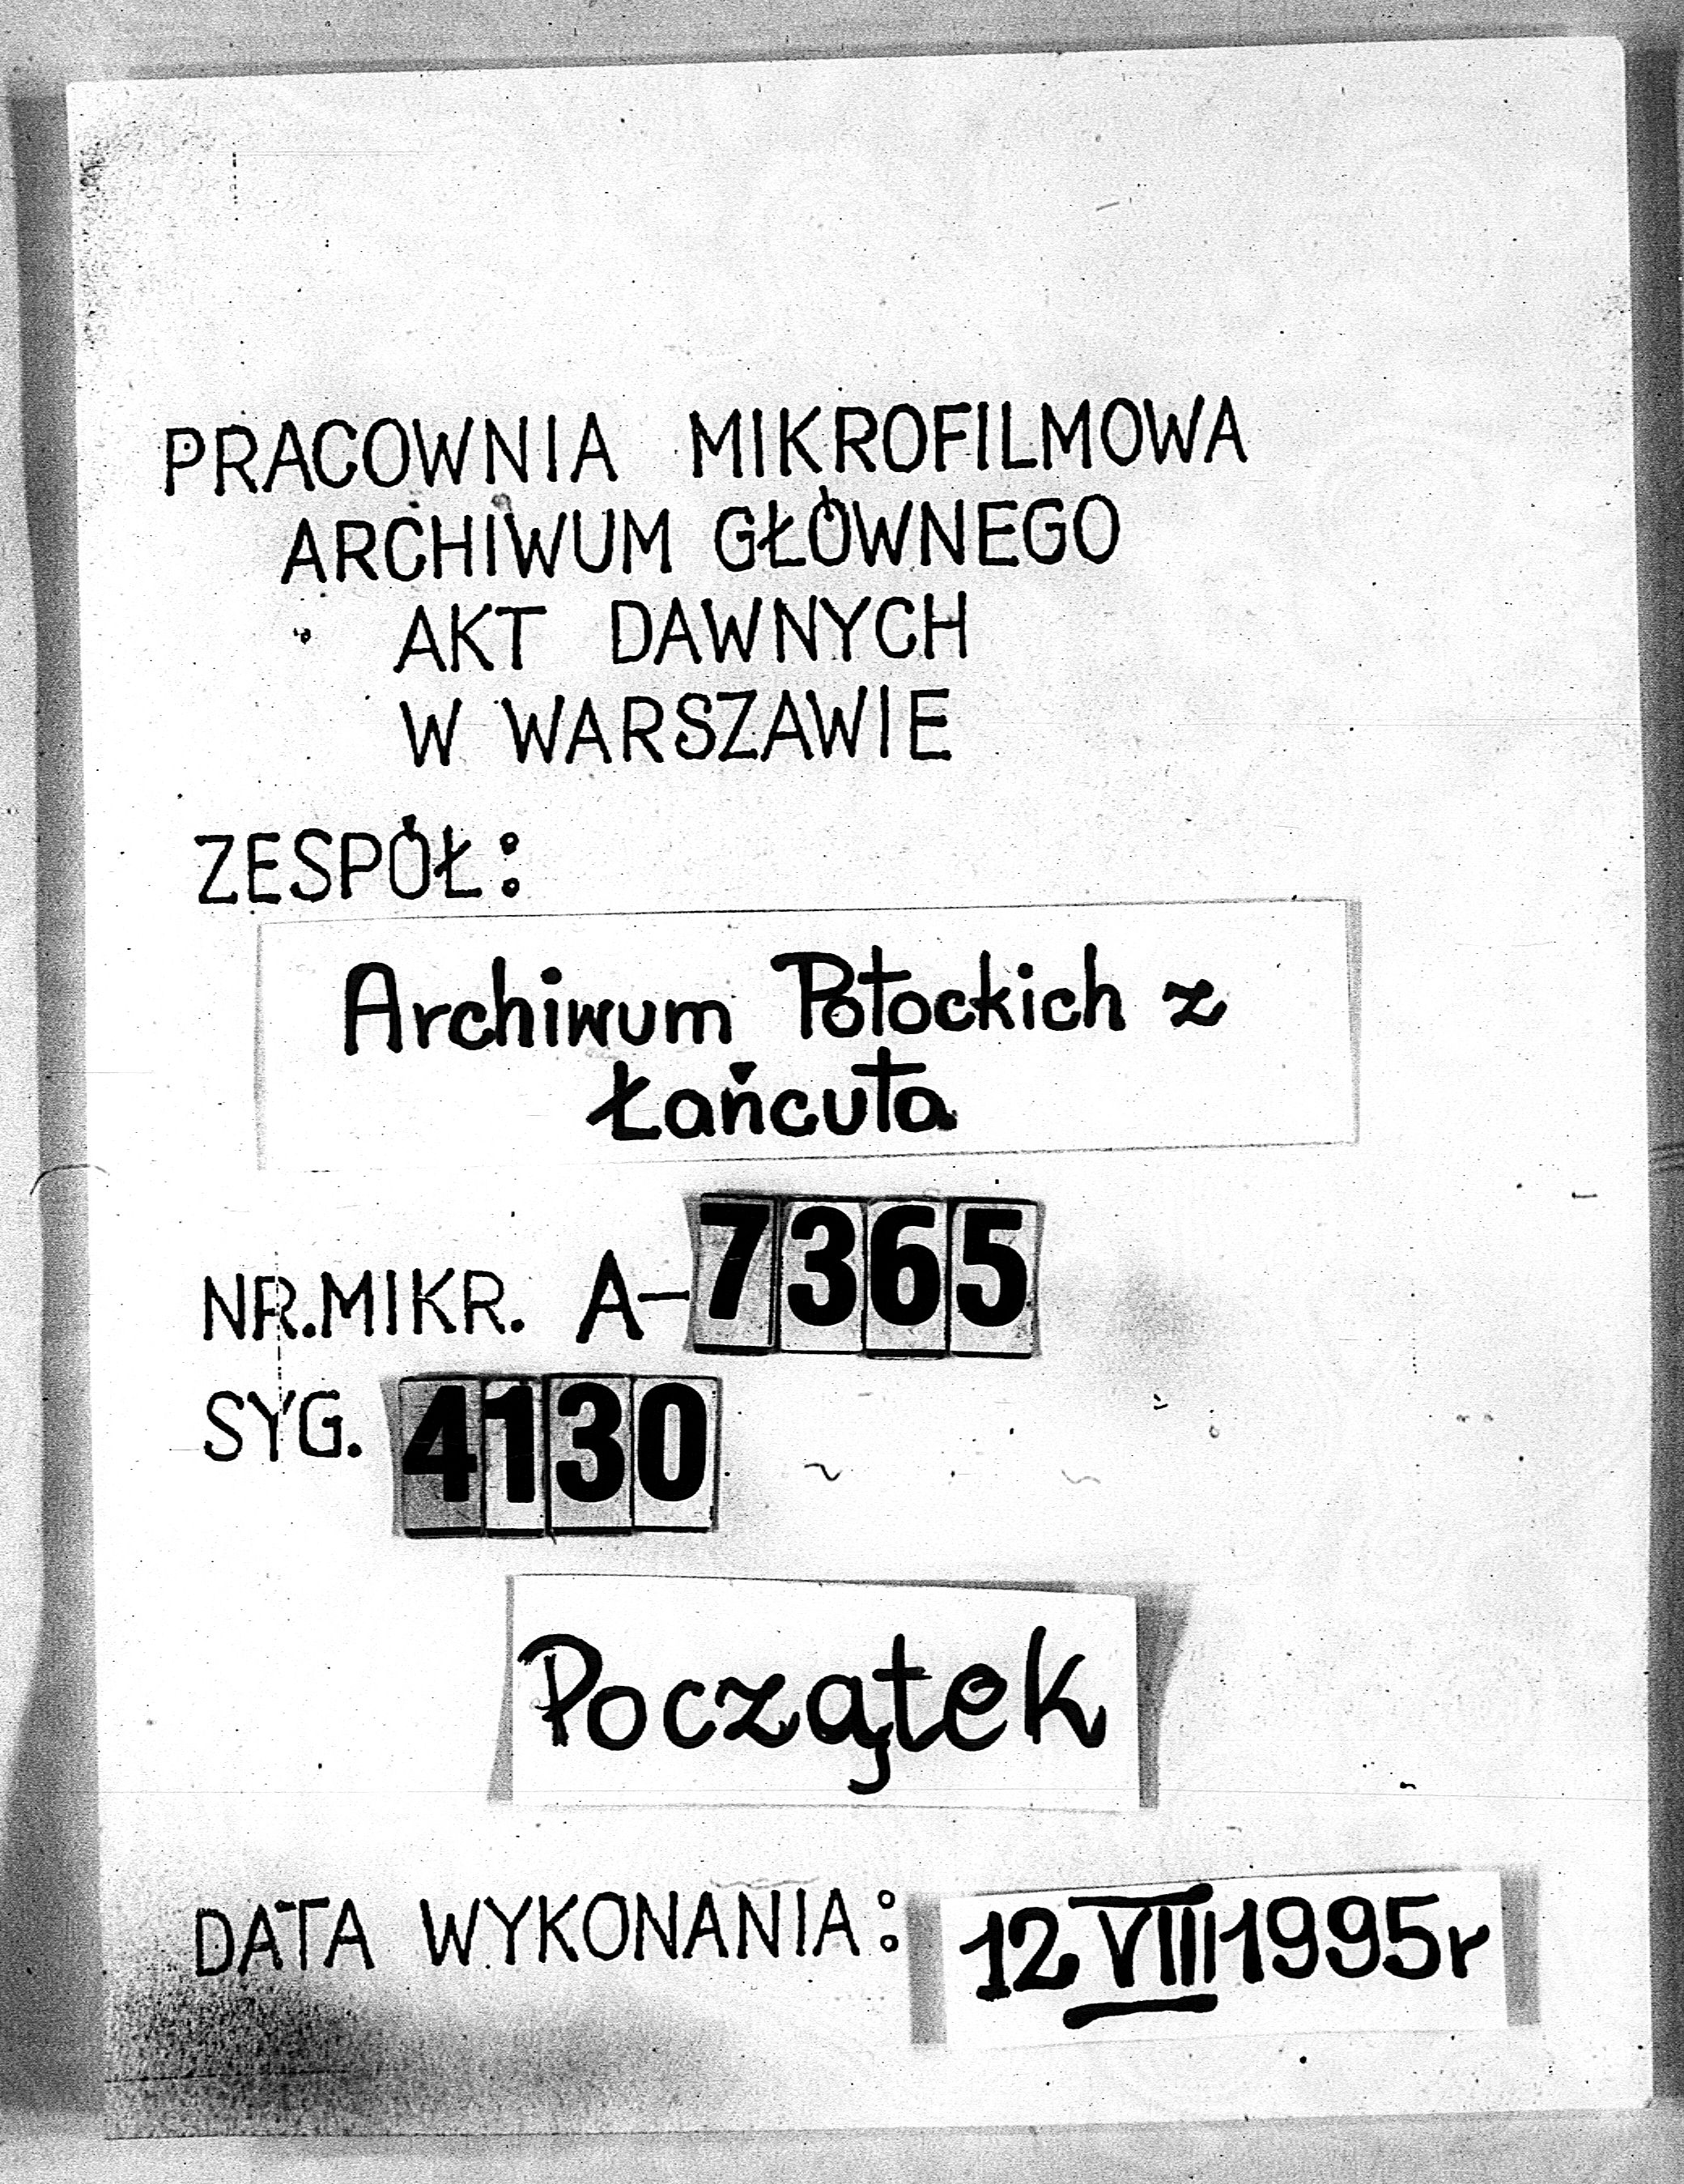 PRACOWNIA MIKROFILMOWA
ARCHIWUM GŁÓWNEGO
AKT DAWNYCH
W WARSZAWIE
ZESPÓŁ:
Archiwum Potockich z
Łańcuta
NR.MIKR. A-7365
SYG. 4130
Początek
DATA WYKONANIA: 12 VIII 1995r